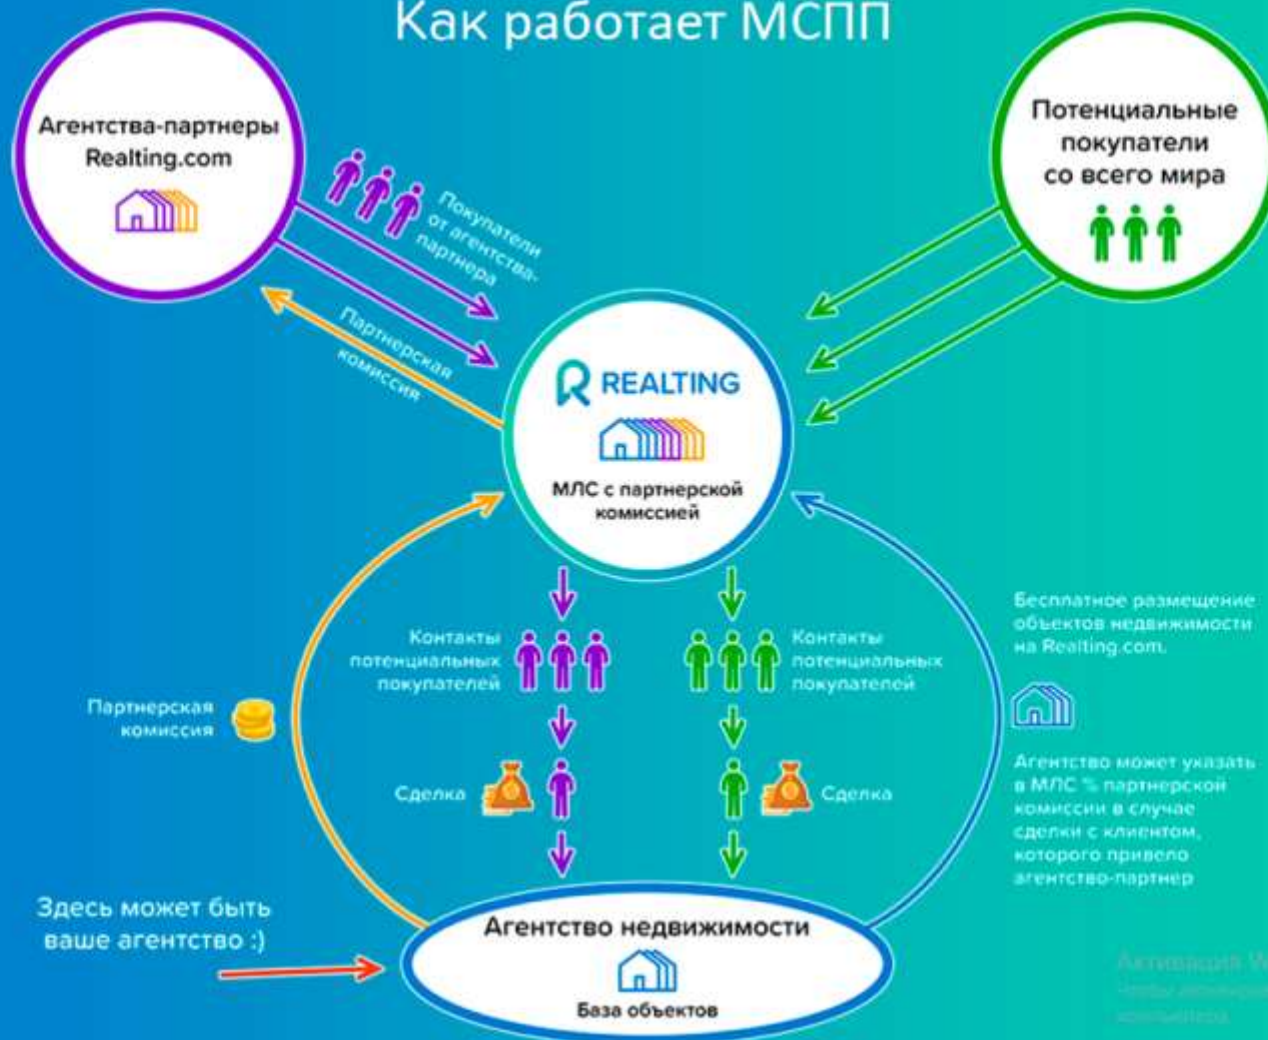 Как работает МСПП
Агентства-партнеры
Realting.com
Потенциальные
покупатели
со всего мира
Покупатели
от агентства-
партнера
Партнерская
комиссия
REALTING
МЛС с партнерской
комиссией
Контакты
потенциальных
покупателей
Контакты
потенциальных
покупателей
Бесплатное размещение
объектов недвижимости
на Realting.com.
Партнерская
комиссия
Сделка
Сделка
Агентство может указать
в МЛС % партнерской
комиссии в случае
сделки с клиентом,
которого привело
агентство-партнер
Здесь может быть
ваше агентство :)
Агентство недвижимости
База объектов
Активация W